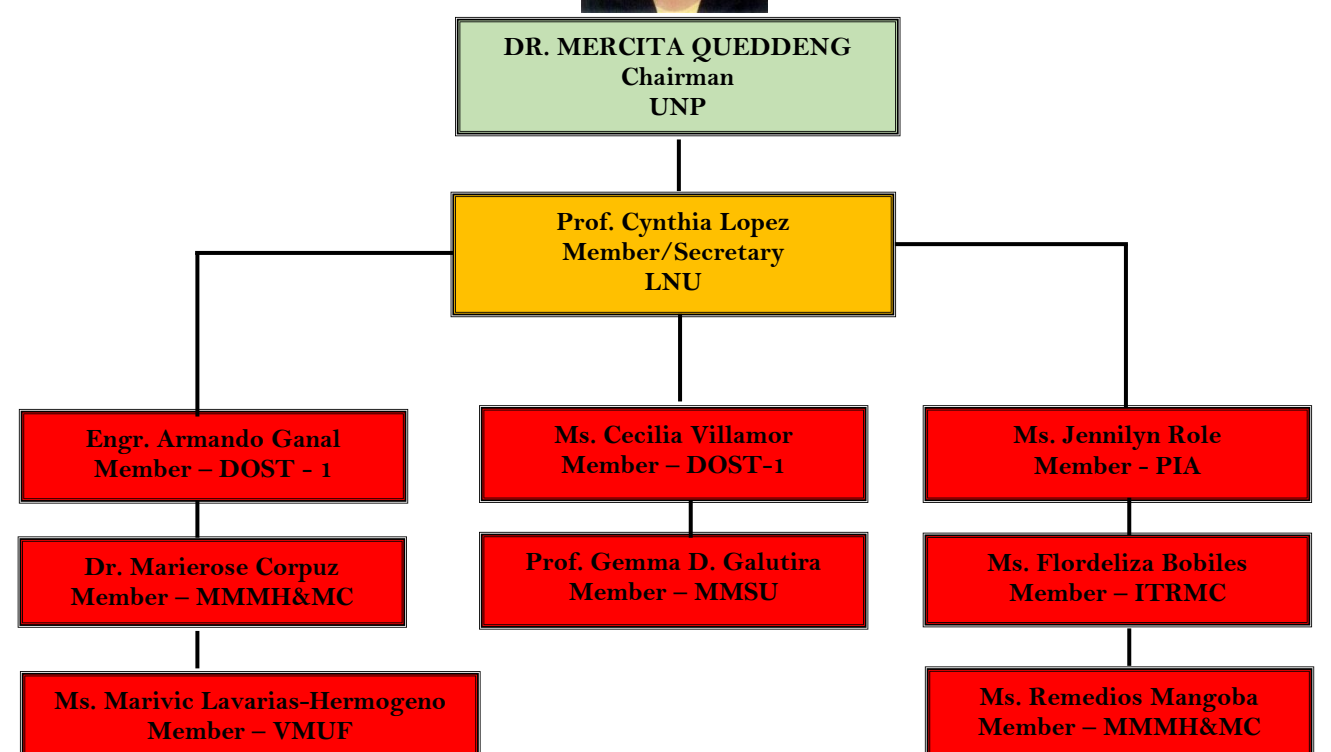 DR. MERCITA QUEDDENG
Chairman
UNP
Prof. Cynthia Lopez
Member/Secretary
LNU
Engr. Armando Ganal
Member – DOST - 1
Ms. Cecilia Villamor
Member – DOST-1
Ms. Jennilyn Role
Member - PIA
Dr. Marierose Corpuz
Member – MMMH&MC
Prof. Gemma D. Galutira
Member – MMSU
Ms. Flordeliza Bobiles
Member – ITRMC
Ms. Marivic Lavarias-Hermogeno
Member – VMUF
Ms. Remedios Mangoba
Member – MMMH&MC